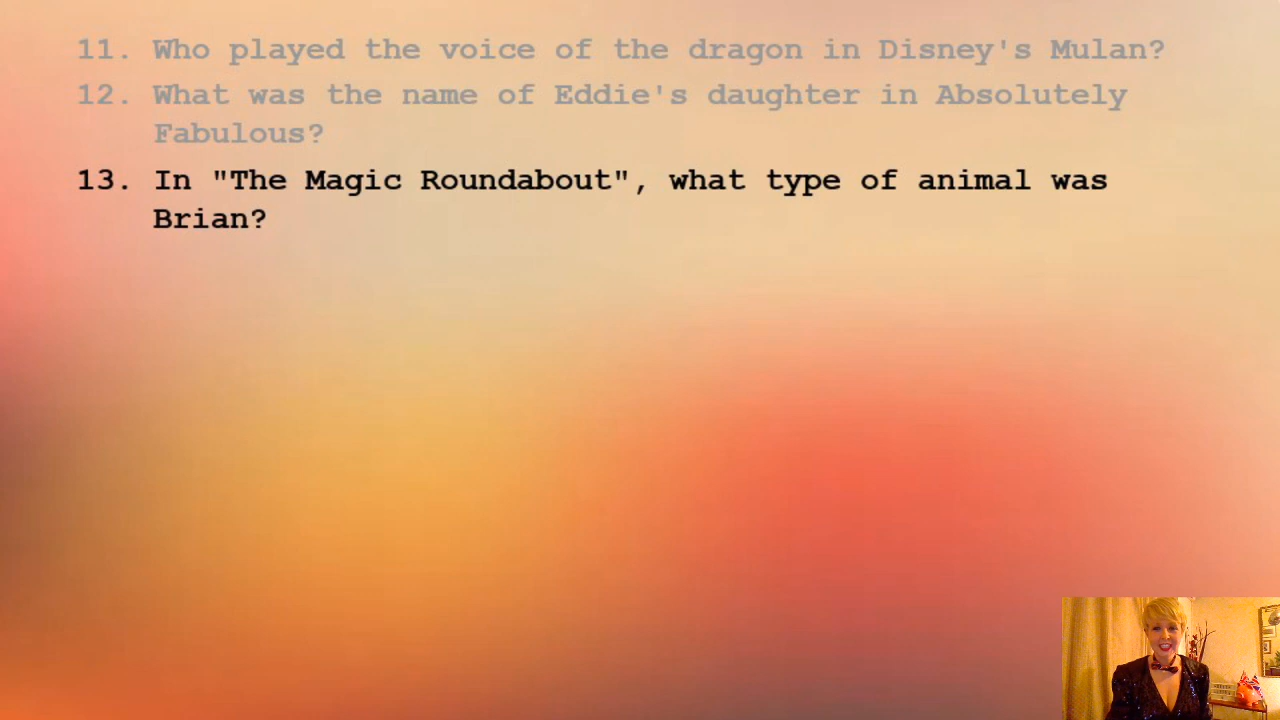 11. Who played the voice of the dragon in Disney's Mulan?
12. What was the name of Eddie's daughter in Absolutely
Fabulous?
13. In "The Magic Roundabout", what type of animal was
Brian?